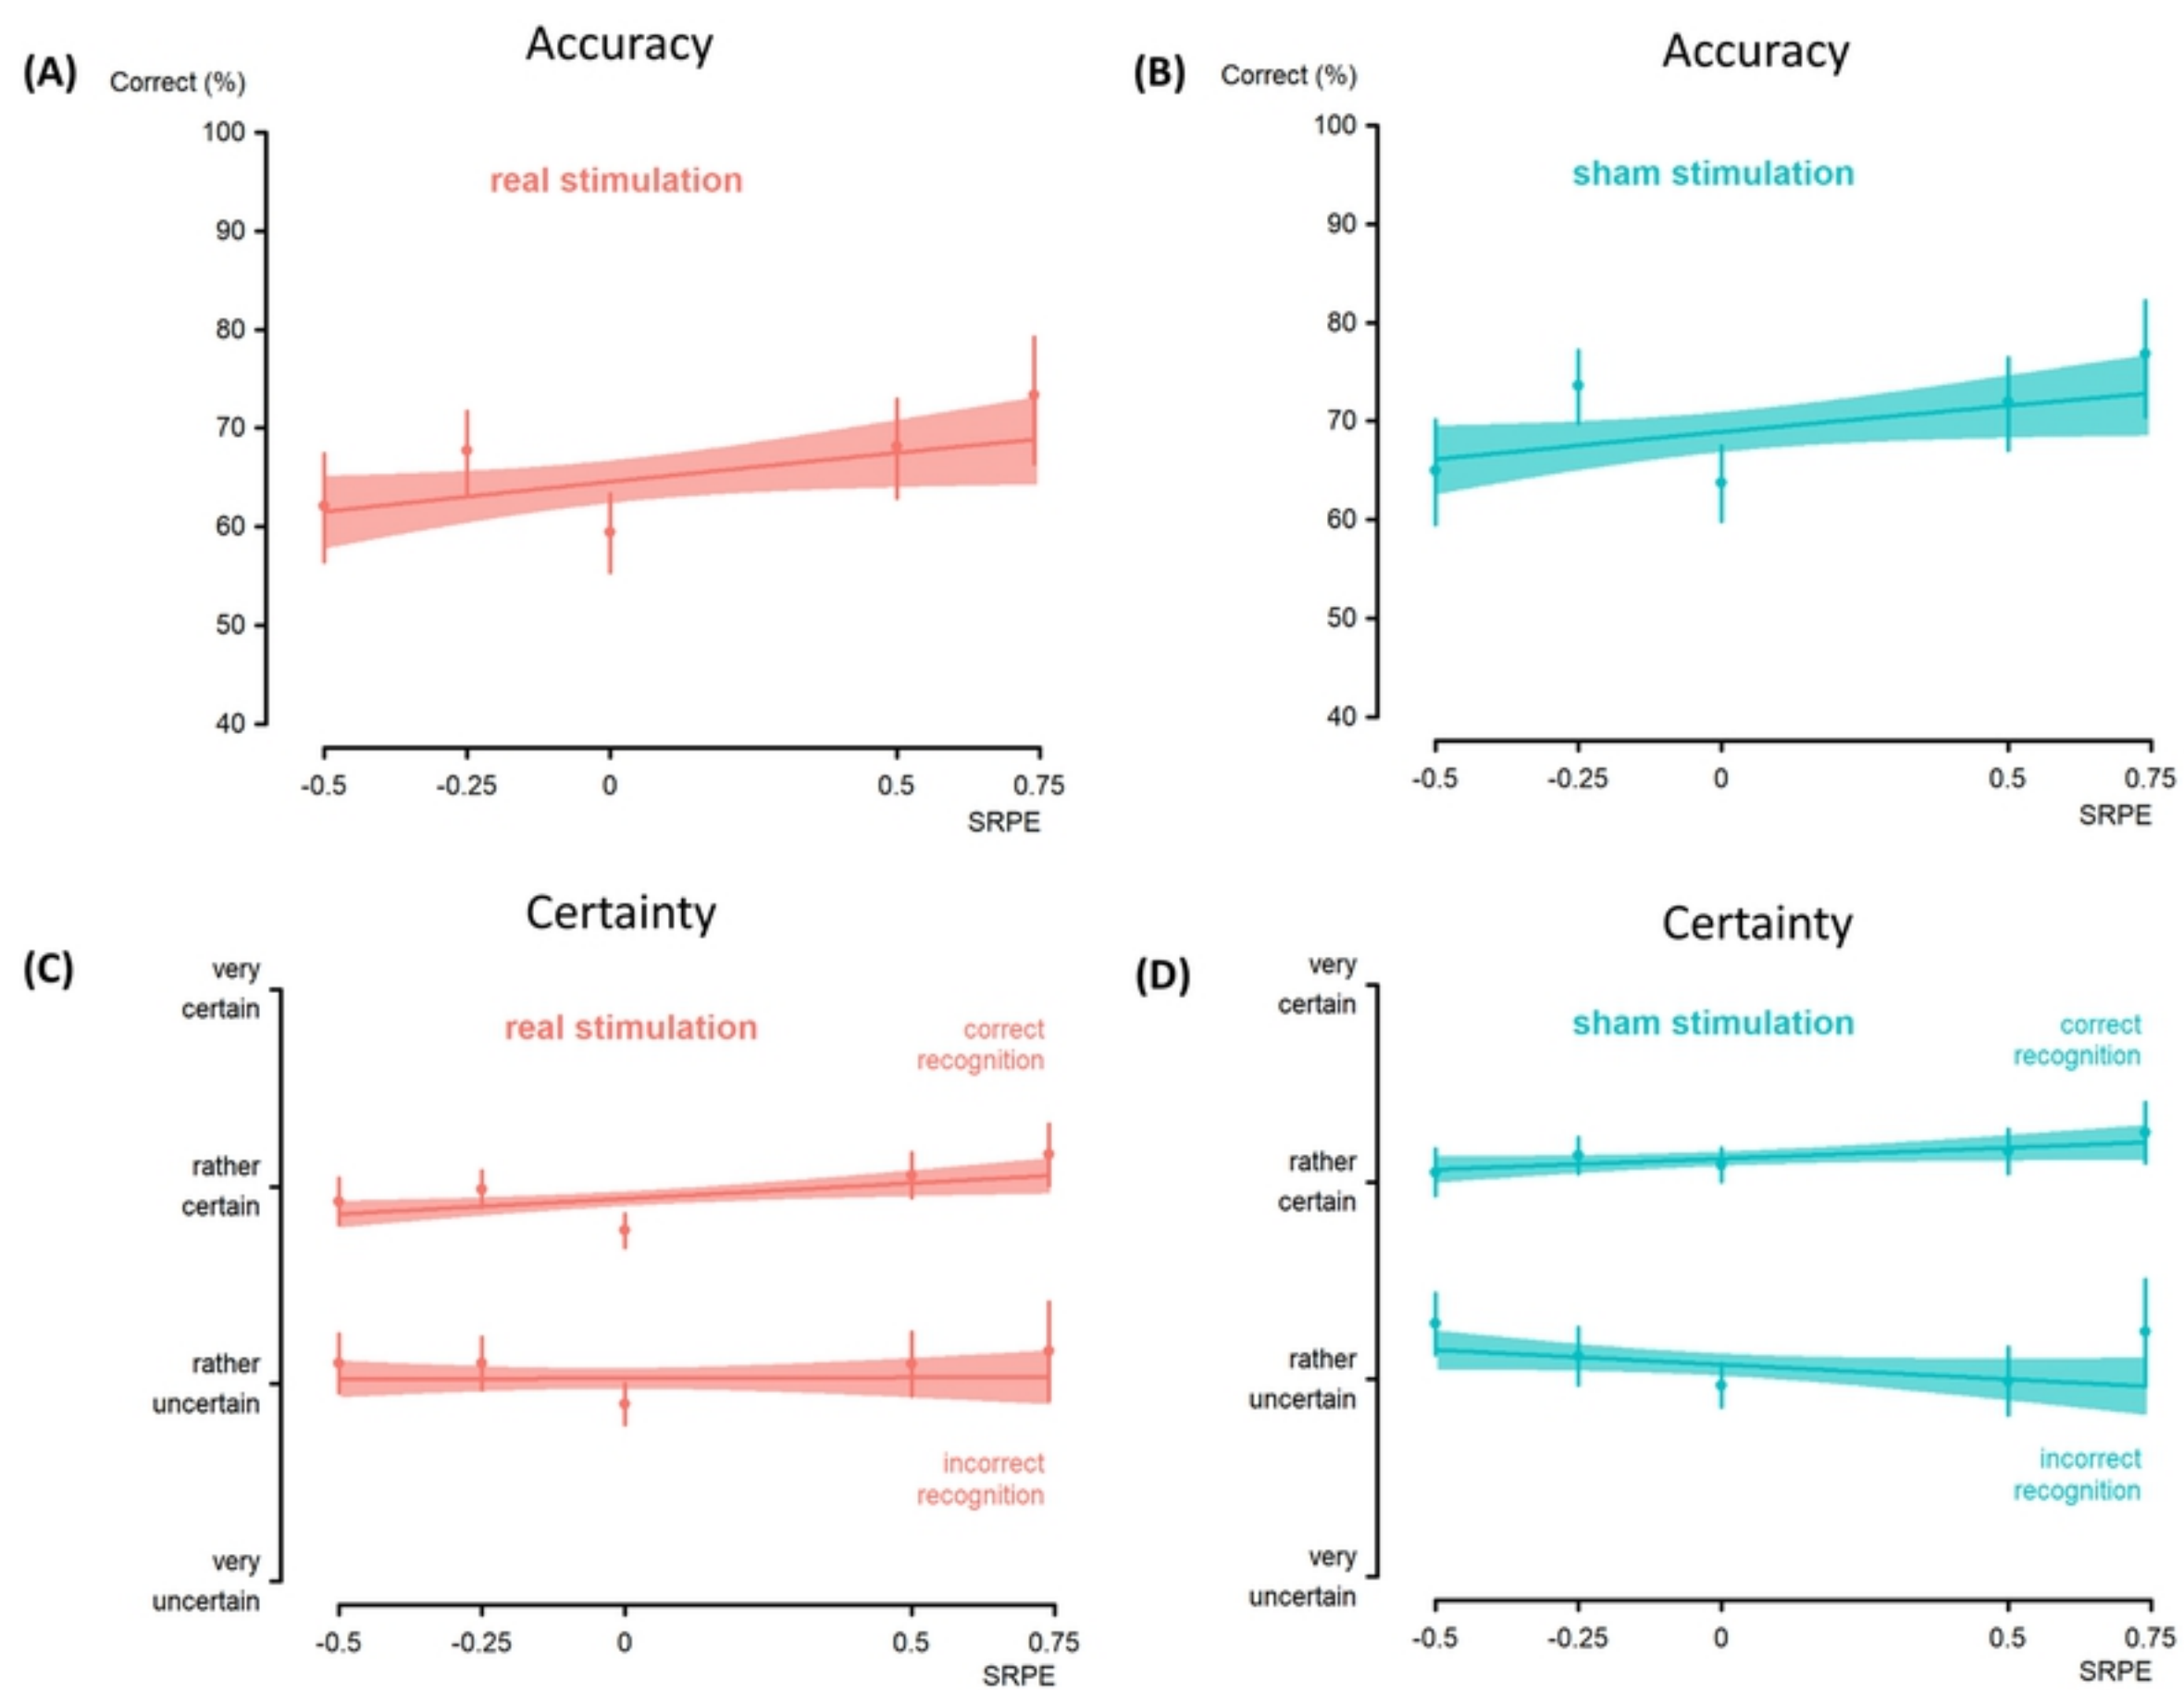 Accuracy
(A) Correct (%)
100
real stimulation
90
80
70
60
50
40
-0.5 -0.25 0 0.5 0.75
SRPE
Accuracy
(B) Correct (%)
100
sham stimulation
90
80
70
60
50
40
-0.5 -0.25 0 0.5 0.75
SRPE
Certainty
(C)
very
certain
real stimulation
correct
recognition
rather
certain
rather
uncertain
incorrect
recognition
very
uncertain
-0.5 -0.25 0 0.5 0.75
SRPE
Certainty
(D)
very
certain
sham stimulation
correct
recognition
rather
certain
rather
uncertain
incorrect
recognition
very
uncertain
-0.5 -0.25 0 0.5 0.75
SRPE